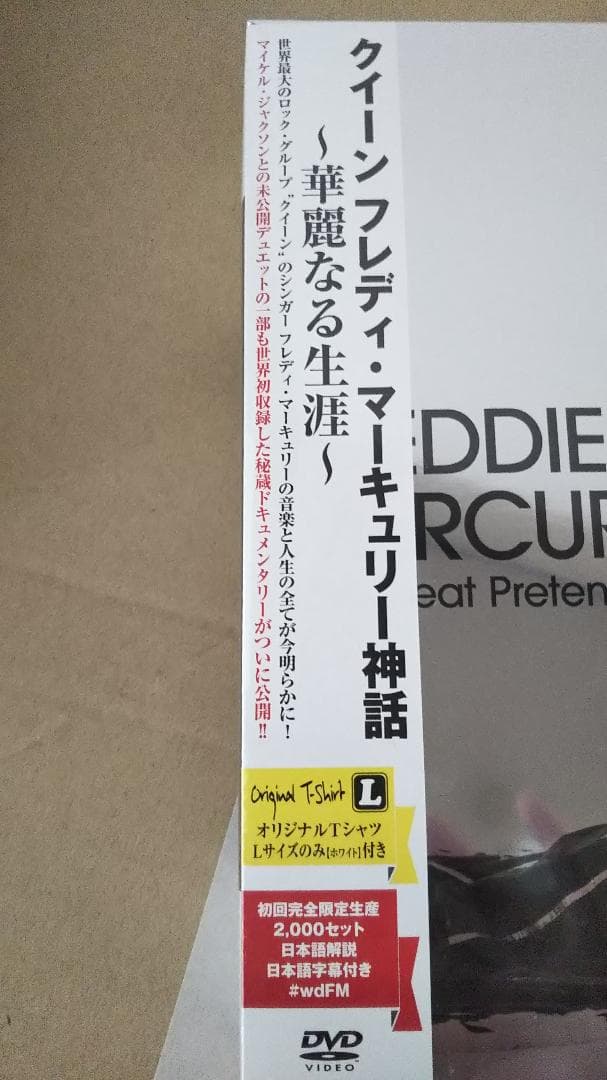 クイーン フレディ・マーキュリー神話
～華麗なる生涯～
世界最大のロック・グループ “クイーン” のシンガー フレディ・マーキュリーの音楽と人生の全てが今明らかに！
マイケル・ジャクソンとの未公開デュエットの一部も世界初収録した秘蔵ドキュメンタリーがついに公開!!
EDDIE
RCUR
eat Preten
Original T-Shirt L
オリジナルTシャツ
Lサイズのみ[ホワイト]付き
初回完全限定生産
2,000セット
日本語解説
日本語字幕付き
#wdFM
DVD
VIDEO